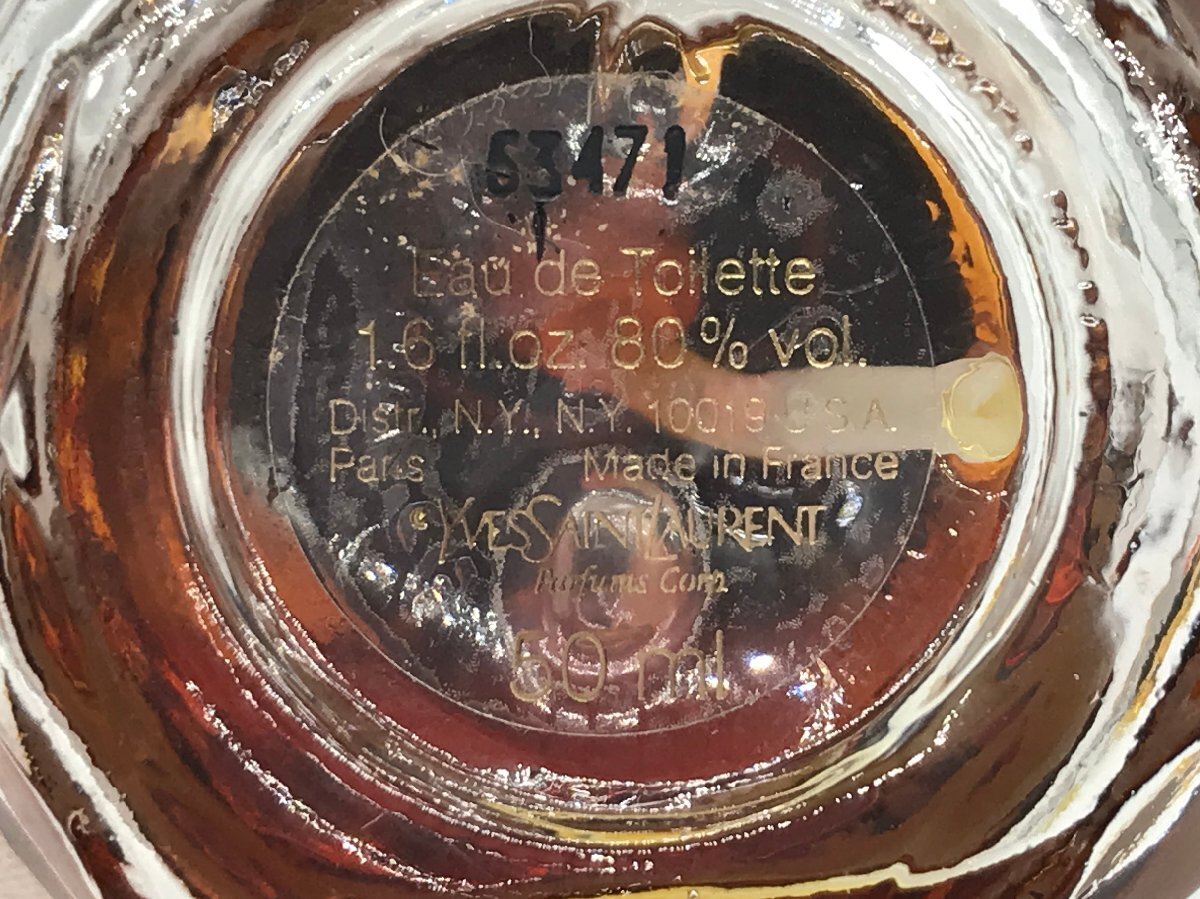 53471
Eau de Toilette
1.6 fl.oz. 80% vol.
Distr., N.Y., N.Y. 10019 U.S.A.
Paris Made in France
© YVES SAINT LAURENT
Parfums Corp.
50 ml